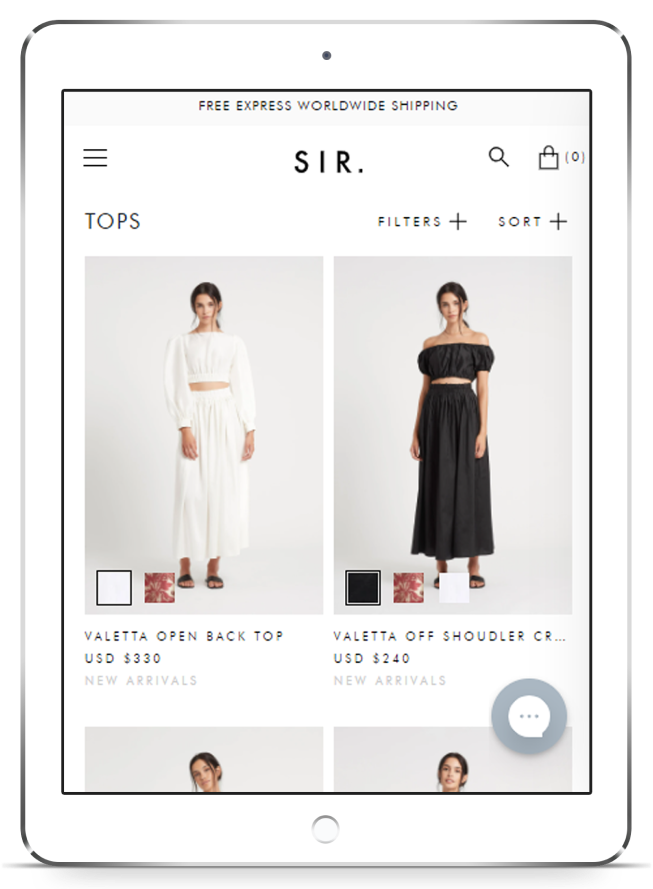 FREE EXPRESS WORLDWIDE SHIPPING
SIR.
(0)
TOPS
FILTERS +
SORT +
VALETTA OPEN BACK TOP
USD $330
NEW ARRIVALS
VALETTA OFF SHOUDLER CR...
USD $240
NEW ARRIVALS